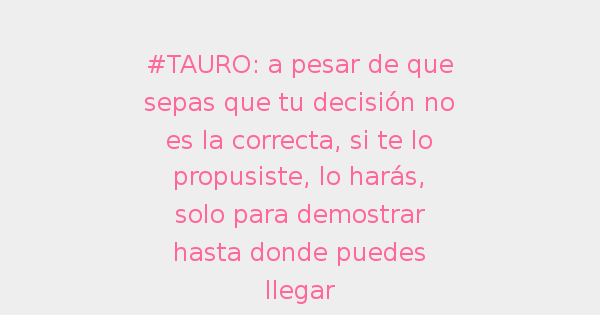 #TAURO: a pesar de que
sepas que tu decisión no
es la correcta, si te lo
propusiste, lo harás,
solo para demostrar
hasta donde puedes
llegar